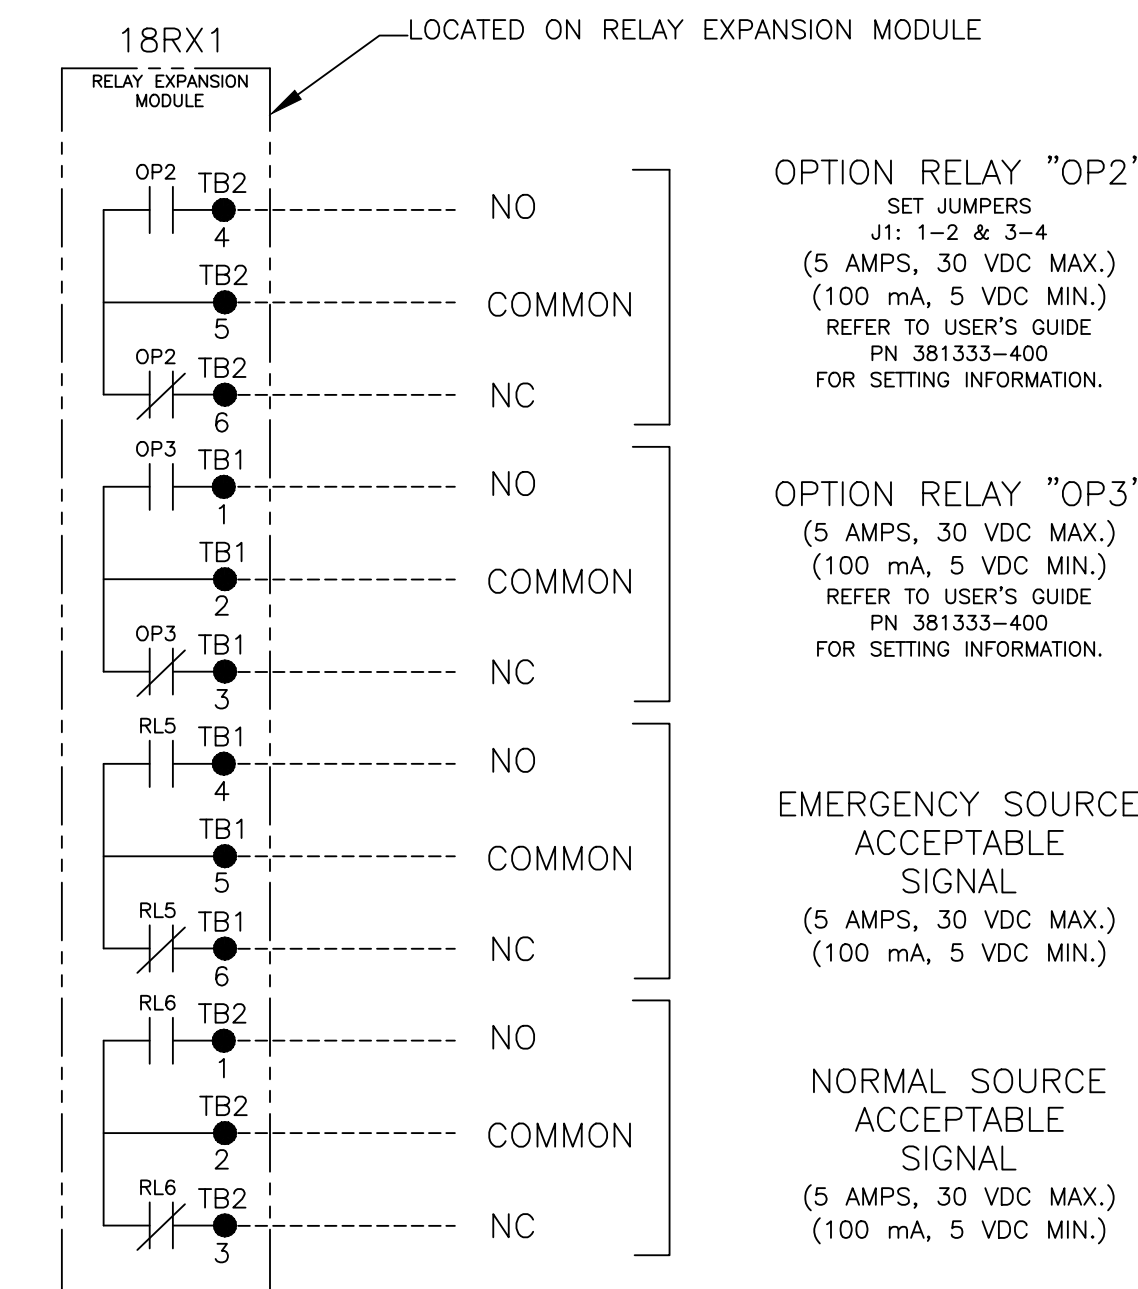 18RX1
LOCATED ON RELAY EXPANSION MODULE
RELAY EXPANSION
MODULE
OP2
TB2
4
NO
TB2
5
COMMON
OP2
TB2
6
NC
OPTION RELAY "OP2'
SET JUMPERS
J1: 1-2 & 3-4
(5 AMPS, 30 VDC MAX.)
(100 mA, 5 VDC MIN.)
REFER TO USER'S GUIDE
PN 381333-400
FOR SETTING INFORMATION.
OP3
TB1
1
NO
TB1
2
COMMON
OP3
TB1
3
NC
OPTION RELAY "OP3'
(5 AMPS, 30 VDC MAX.)
(100 mA, 5 VDC MIN.)
REFER TO USER'S GUIDE
PN 381333-400
FOR SETTING INFORMATION.
RL5
TB1
4
NO
TB1
5
COMMON
RL5
TB1
6
NC
EMERGENCY SOURCE
ACCEPTABLE
SIGNAL
(5 AMPS, 30 VDC MAX.)
(100 mA, 5 VDC MIN.)
RL6
TB2
1
NO
TB2
2
COMMON
RL6
TB2
3
NC
NORMAL SOURCE
ACCEPTABLE
SIGNAL
(5 AMPS, 30 VDC MAX.)
(100 mA, 5 VDC MIN.)